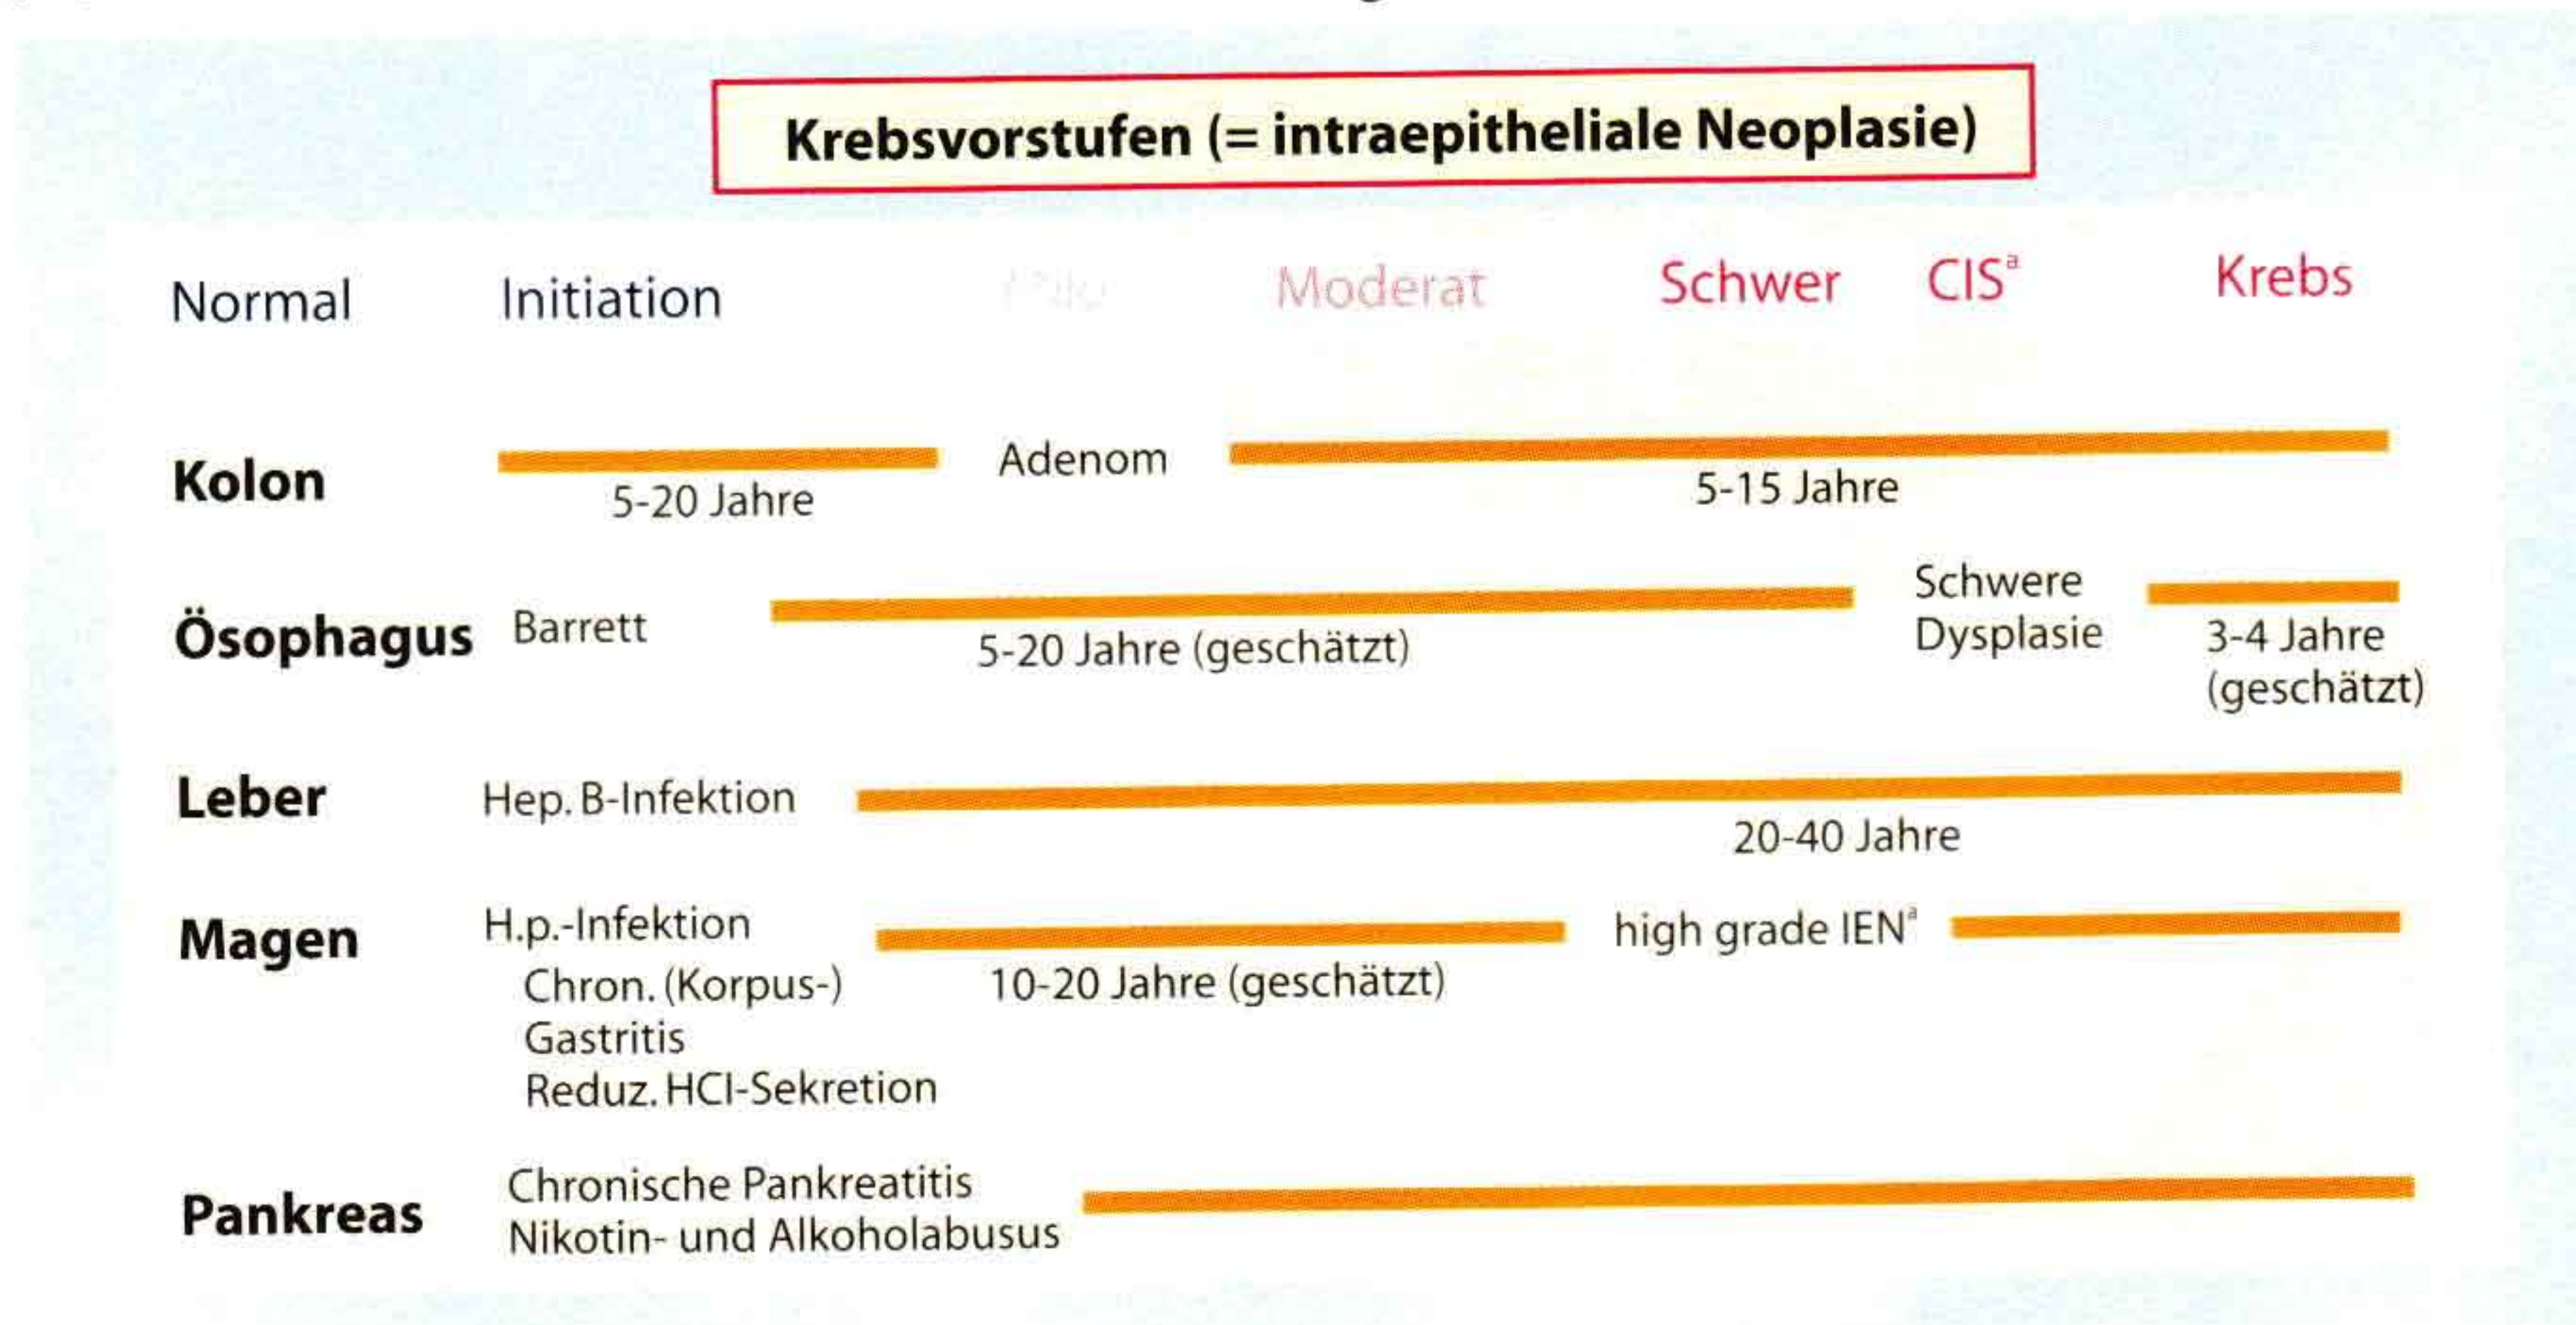 Krebsvorstufen (= intraepitheliale Neoplasie)
Normal Initiation Moderat Schwer CISª Krebs
Kolon Adenom
5-20 Jahre 5-15 Jahre
Ösophagus Barrett Schwere Dysplasie
5-20 Jahre (geschätzt) 3-4 Jahre (geschätzt)
Leber Hep. B-Infektion
20-40 Jahre
Magen H.p.-Infektion high grade IENª
Chron. (Korpus-) 10-20 Jahre (geschätzt)
Gastritis
Reduz. HCl-Sekretion
Pankreas Chronische Pankreatitis
Nikotin- und Alkoholabusus